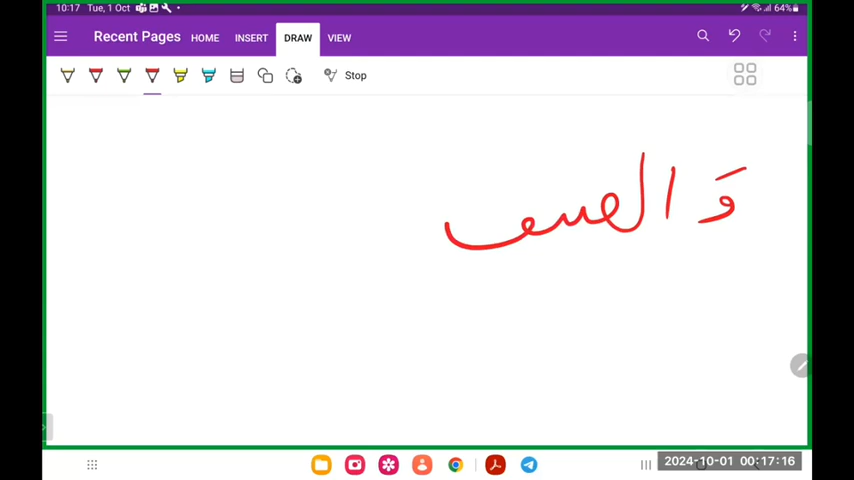 10:17 Tue, 1 Oct 64%
Recent Pages HOME INSERT DRAW VIEW
Stop
وَ
2024-10-01 00:17:16